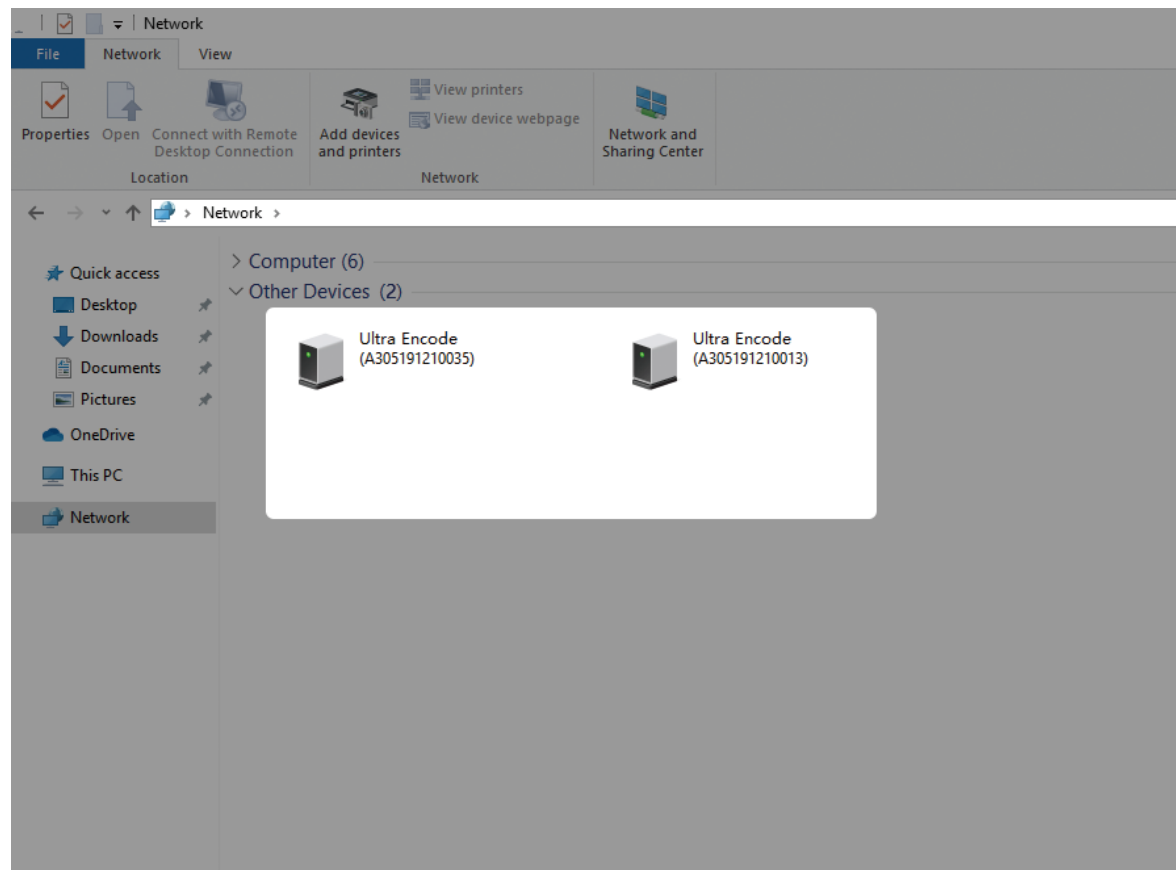 Network
File Network View
Properties Open Connect with Remote Desktop Connection
Add devices and printers
View printers
View device webpage
Network and Sharing Center
Location Network
Network
Quick access
Desktop
Downloads
Documents
Pictures
OneDrive
This PC
Network
Computer (6)
Other Devices (2)
Ultra Encode
(A305191210035)
Ultra Encode
(A305191210013)